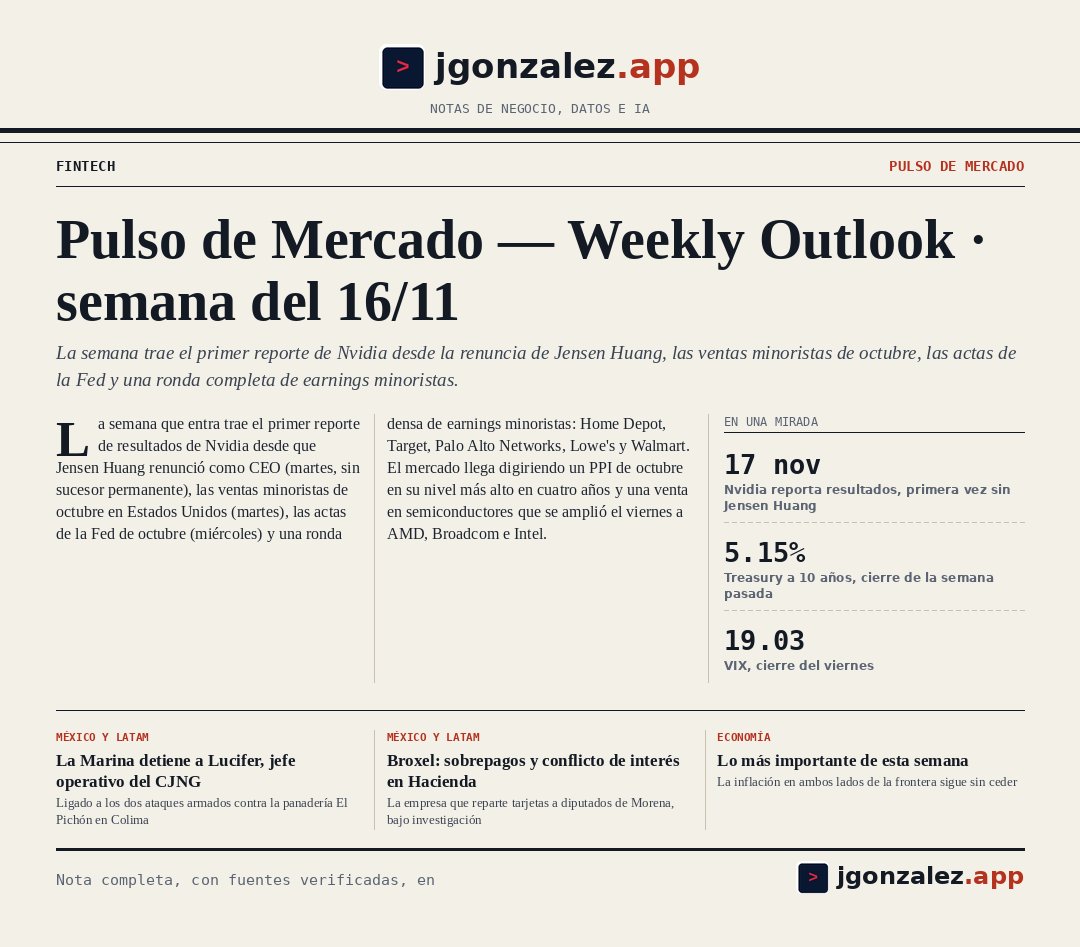 > jgonzalez.app
NOTAS DE NEGOCIO, DATOS E IA
FINTECH
PULSO DE MERCADO
Pulso de Mercado — Weekly Outlook ·
semana del 16/11
La semana trae el primer reporte de Nvidia desde la renuncia de Jensen Huang, las ventas minoristas de octubre, las actas de
la Fed y una ronda completa de earnings minoristas.
La semana que entra trae el primer reporte
de resultados de Nvidia desde que
Jensen Huang renunció como CEO (martes, sin
sucesor permanente), las ventas minoristas de
octubre en Estados Unidos (martes), las actas
de la Fed de octubre (miércoles) y una ronda
densa de earnings minoristas: Home Depot,
Target, Palo Alto Networks, Lowe's y Walmart.
El mercado llega digiriendo un PPI de octubre
en su nivel más alto en cuatro años y una venta
en semiconductores que se amplió el viernes a
AMD, Broadcom e Intel.
EN UNA MIRADA
17 nov
Nvidia reporta resultados, primera vez sin
Jensen Huang
5.15%
Treasury a 10 años, cierre de la semana
pasada
19.03
VIX, cierre del viernes
MÉXICO Y LATAM
La Marina detiene a Lucifer, jefe
operativo del CJNG
Ligado a los dos ataques armados contra la panadería El
Pichón en Colima
MÉXICO Y LATAM
Broxel: sobrepagos y conflicto de interés
en Hacienda
La empresa que reparte tarjetas a diputados de Morena,
bajo investigación
ECONOMÍA
Lo más importante de esta semana
La inflación en ambos lados de la frontera sigue sin ceder
Nota completa, con fuentes verificadas, en
> jgonzalez.app